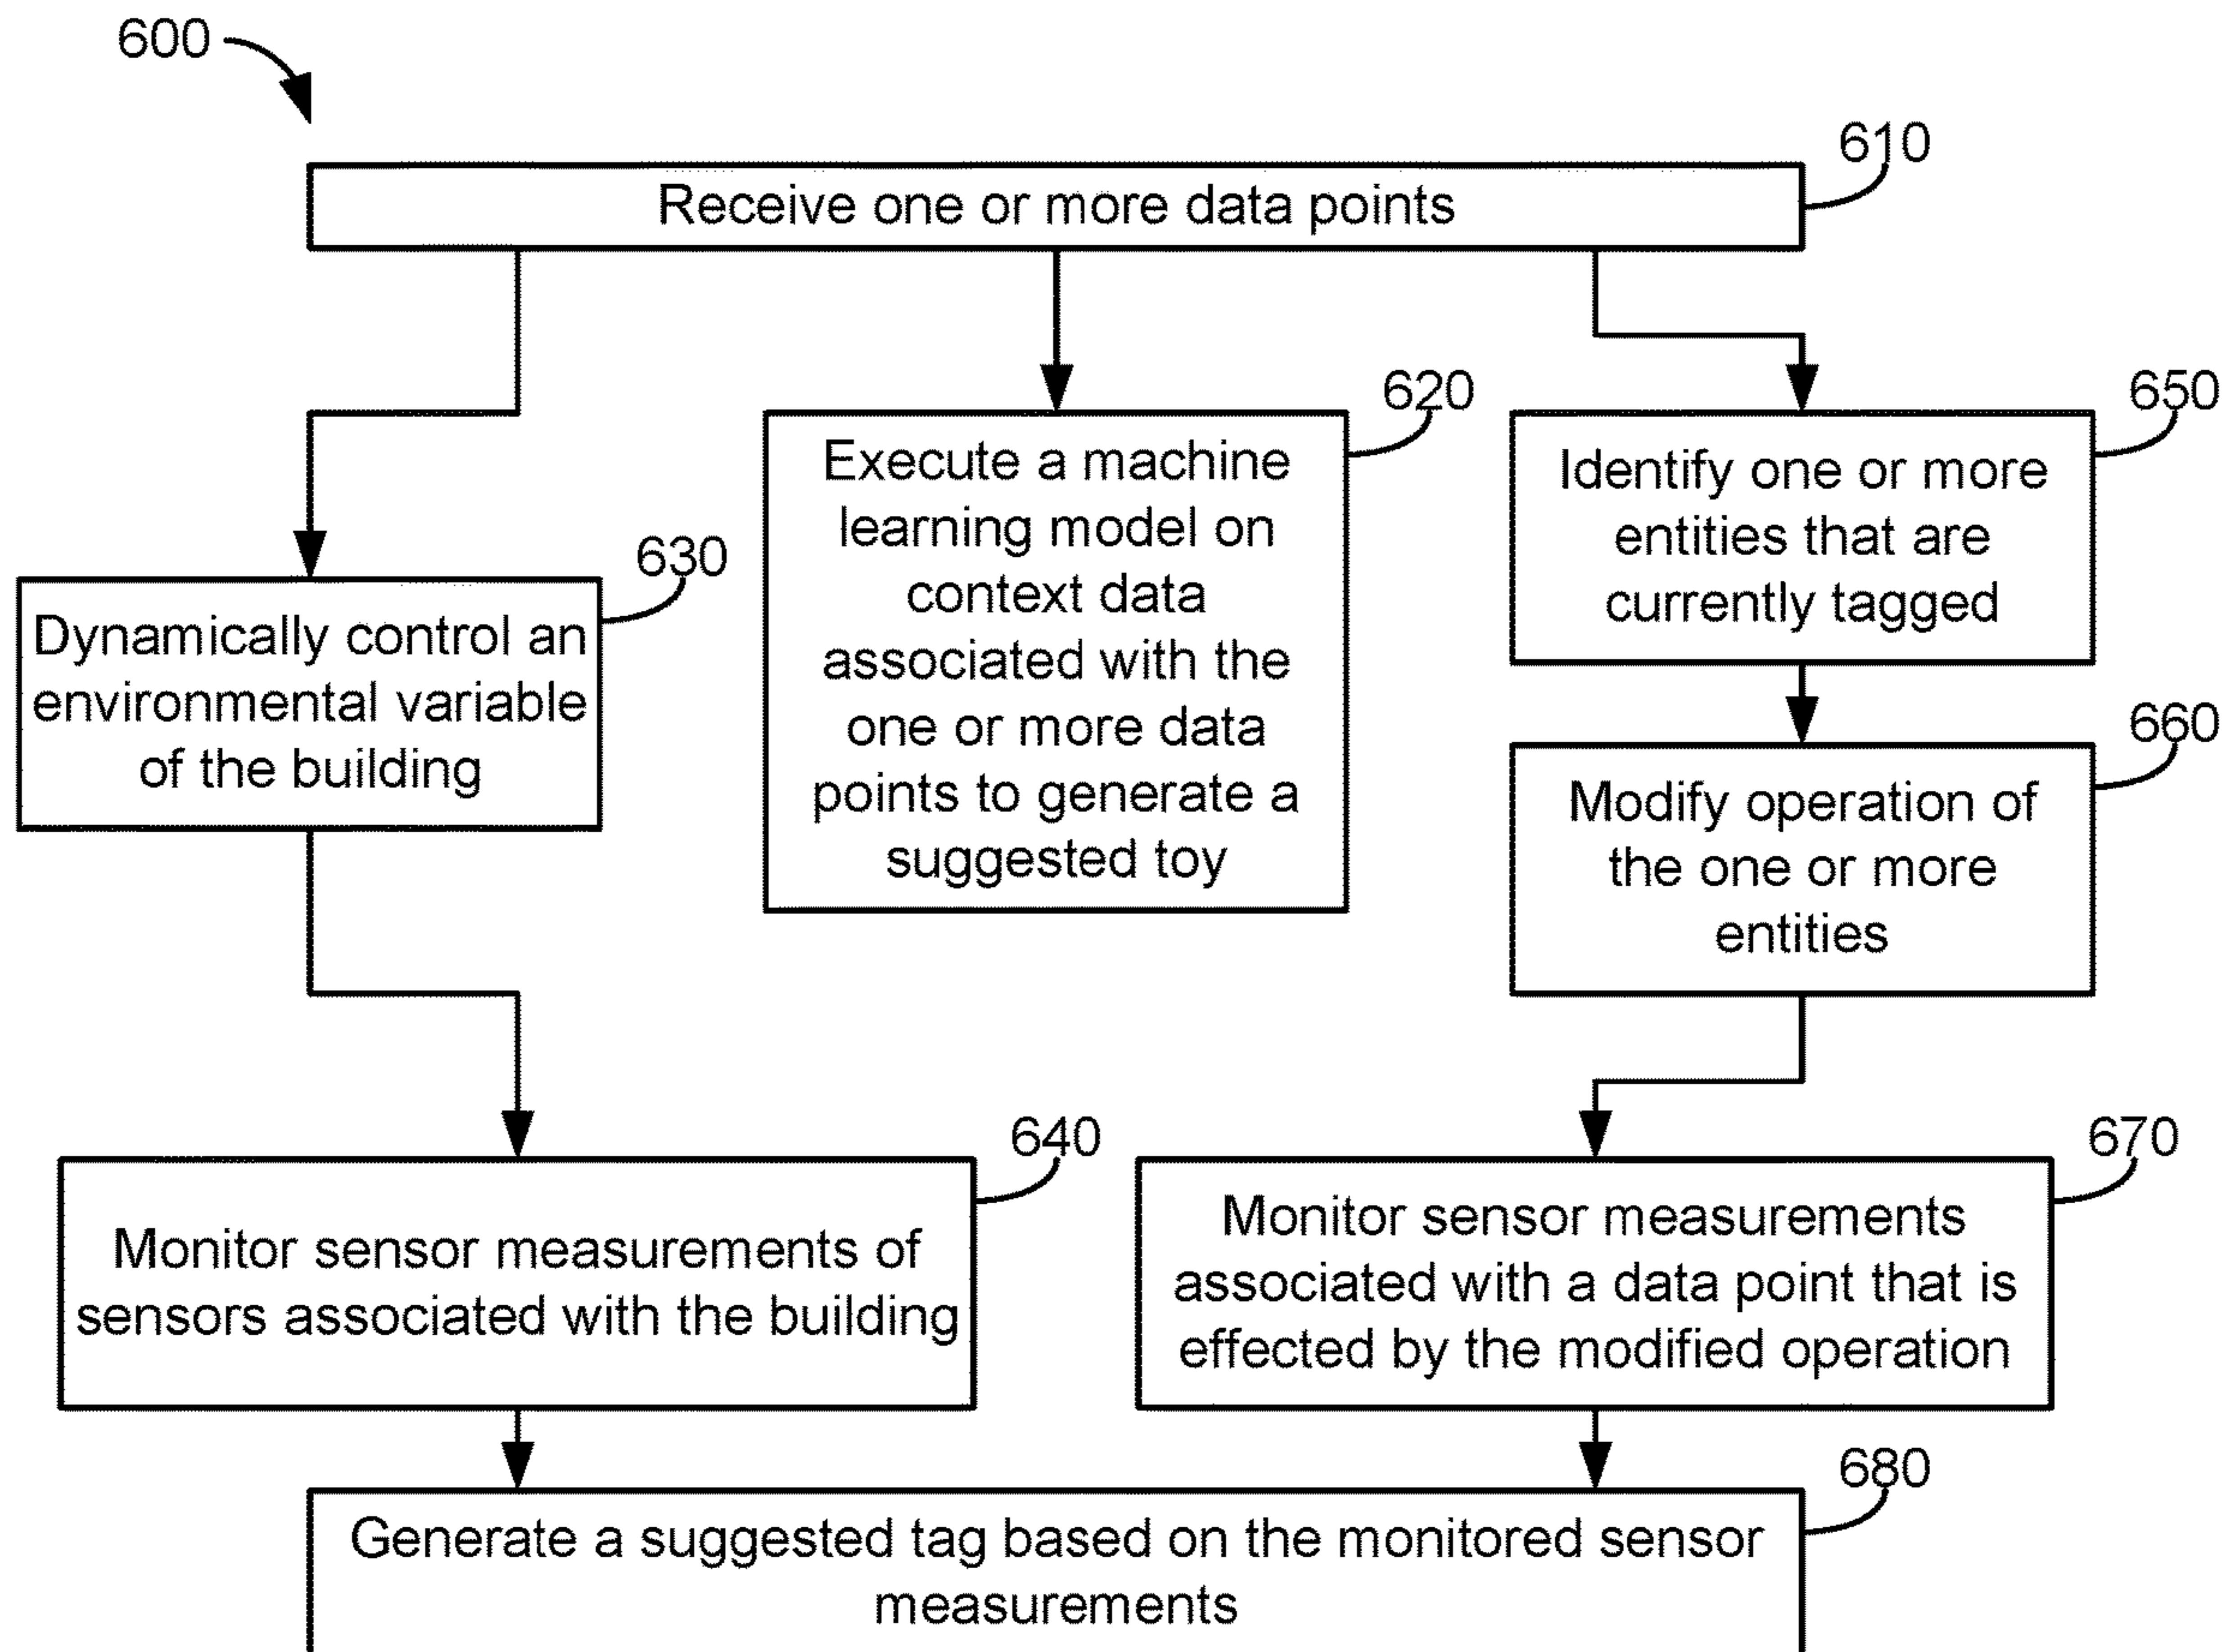 600
610
Receive one or more data points
620
Execute a machine
learning model on
context data
associated with the
one or more data
points to generate a
suggested toy
650
Identify one or more
entities that are
currently tagged
630
Dynamically control an
environmental variable
of the building
660
Modify operation of
the one or more
entities
640
Monitor sensor measurements of
sensors associated with the building
670
Monitor sensor measurements
associated with a data point that is
effected by the modified operation
680
Generate a suggested tag based on the monitored sensor
measurements